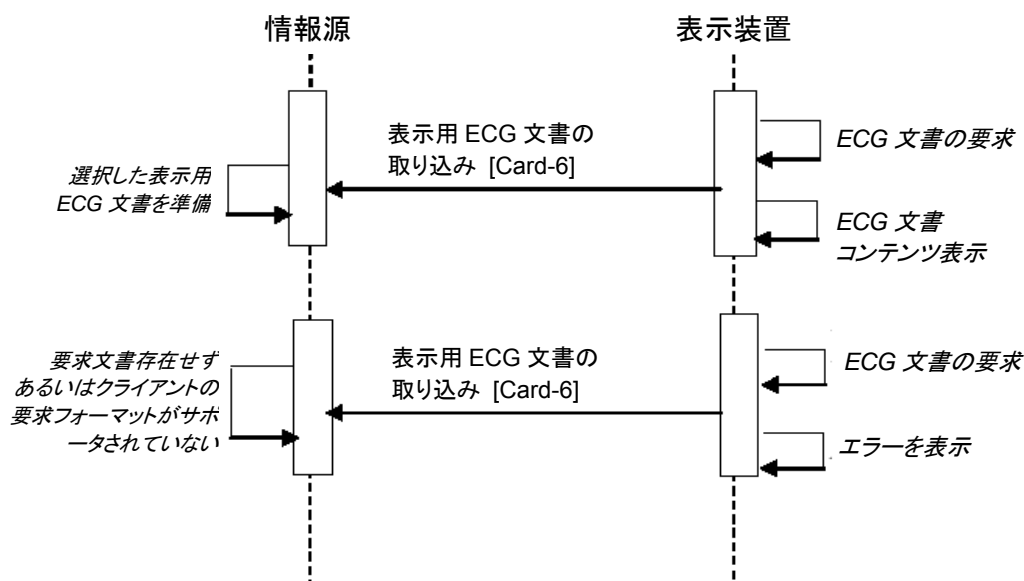 情報源
表示装置
表示用 ECG 文書の
取り込み [Card-6]
ECG 文書の要求
選択した表示用
ECG 文書を準備
ECG 文書
コンテンツ表示
要求文書存在せず
あるいはクライアントの
要求フォーマットがサポ
ータされていない
表示用 ECG 文書の
取り込み [Card-6]
ECG 文書の要求
エラーを表示